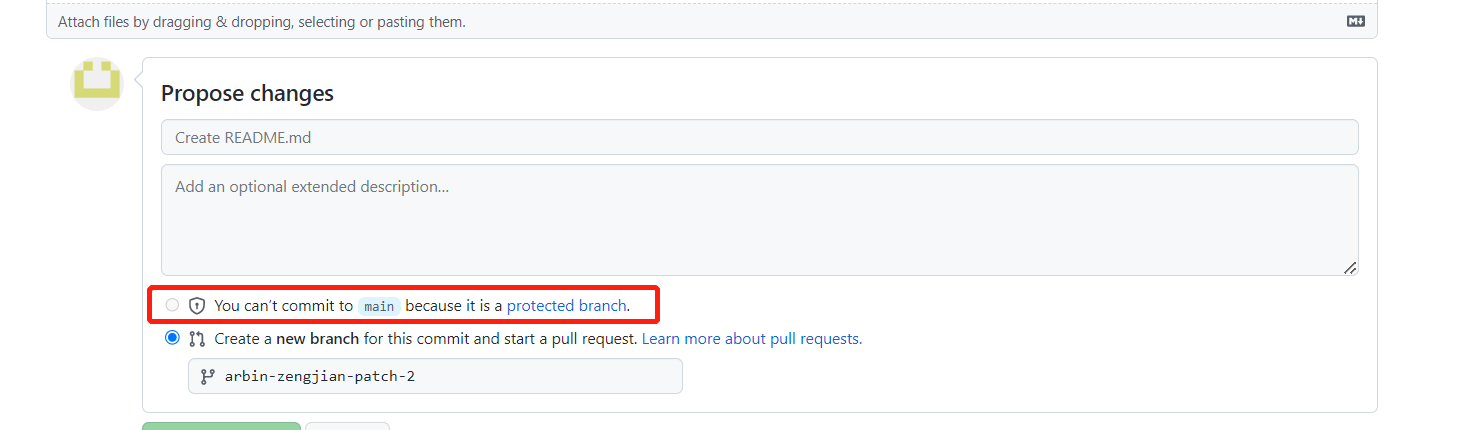 Attach files by dragging & dropping, selecting or pasting them.
Propose changes
Create README.md
Add an optional extended description...
You can’t commit to main because it is a protected branch.
Create a new branch for this commit and start a pull request. Learn more about pull requests.
arbin-zengjian-patch-2